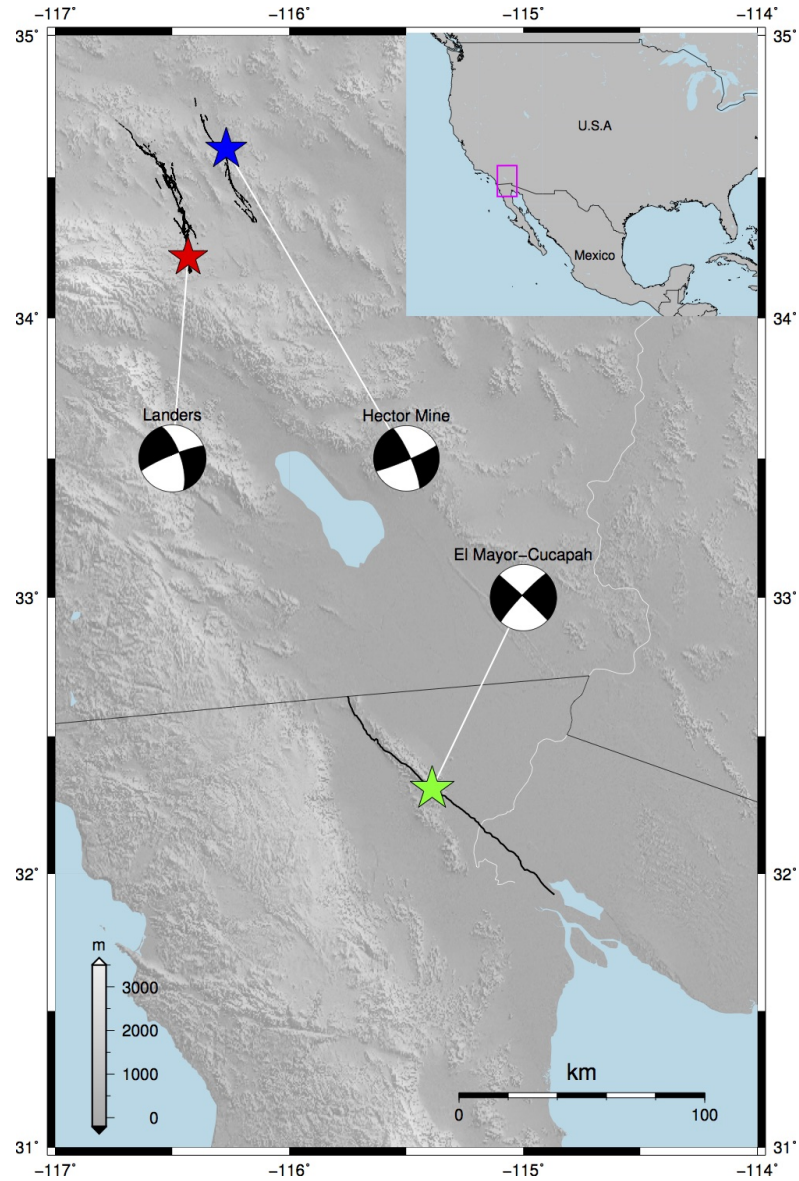 −117˚ −116˚ −115˚ −114˚
35˚ 35˚
U.S.A
Mexico
34˚ 34˚
Landers Hector Mine
El Mayor−Cucapah
33˚ 33˚
32˚ 32˚
m
3000
2000
1000
0
km
0 100
31˚ 31˚
−117˚ −116˚ −115˚ −114˚